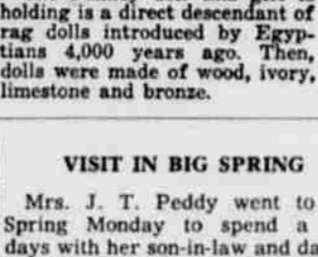 holding is a direct descendant of
rag dolls introduced by Egyp-
tians 4,000 years ago. Then,
dolls were made of wood, ivory,
limestone and bronze.
VISIT IN BIG SPRING
Mrs. J. T. Peddy went to
Spring Monday to spend a
days with her son-in-law and da